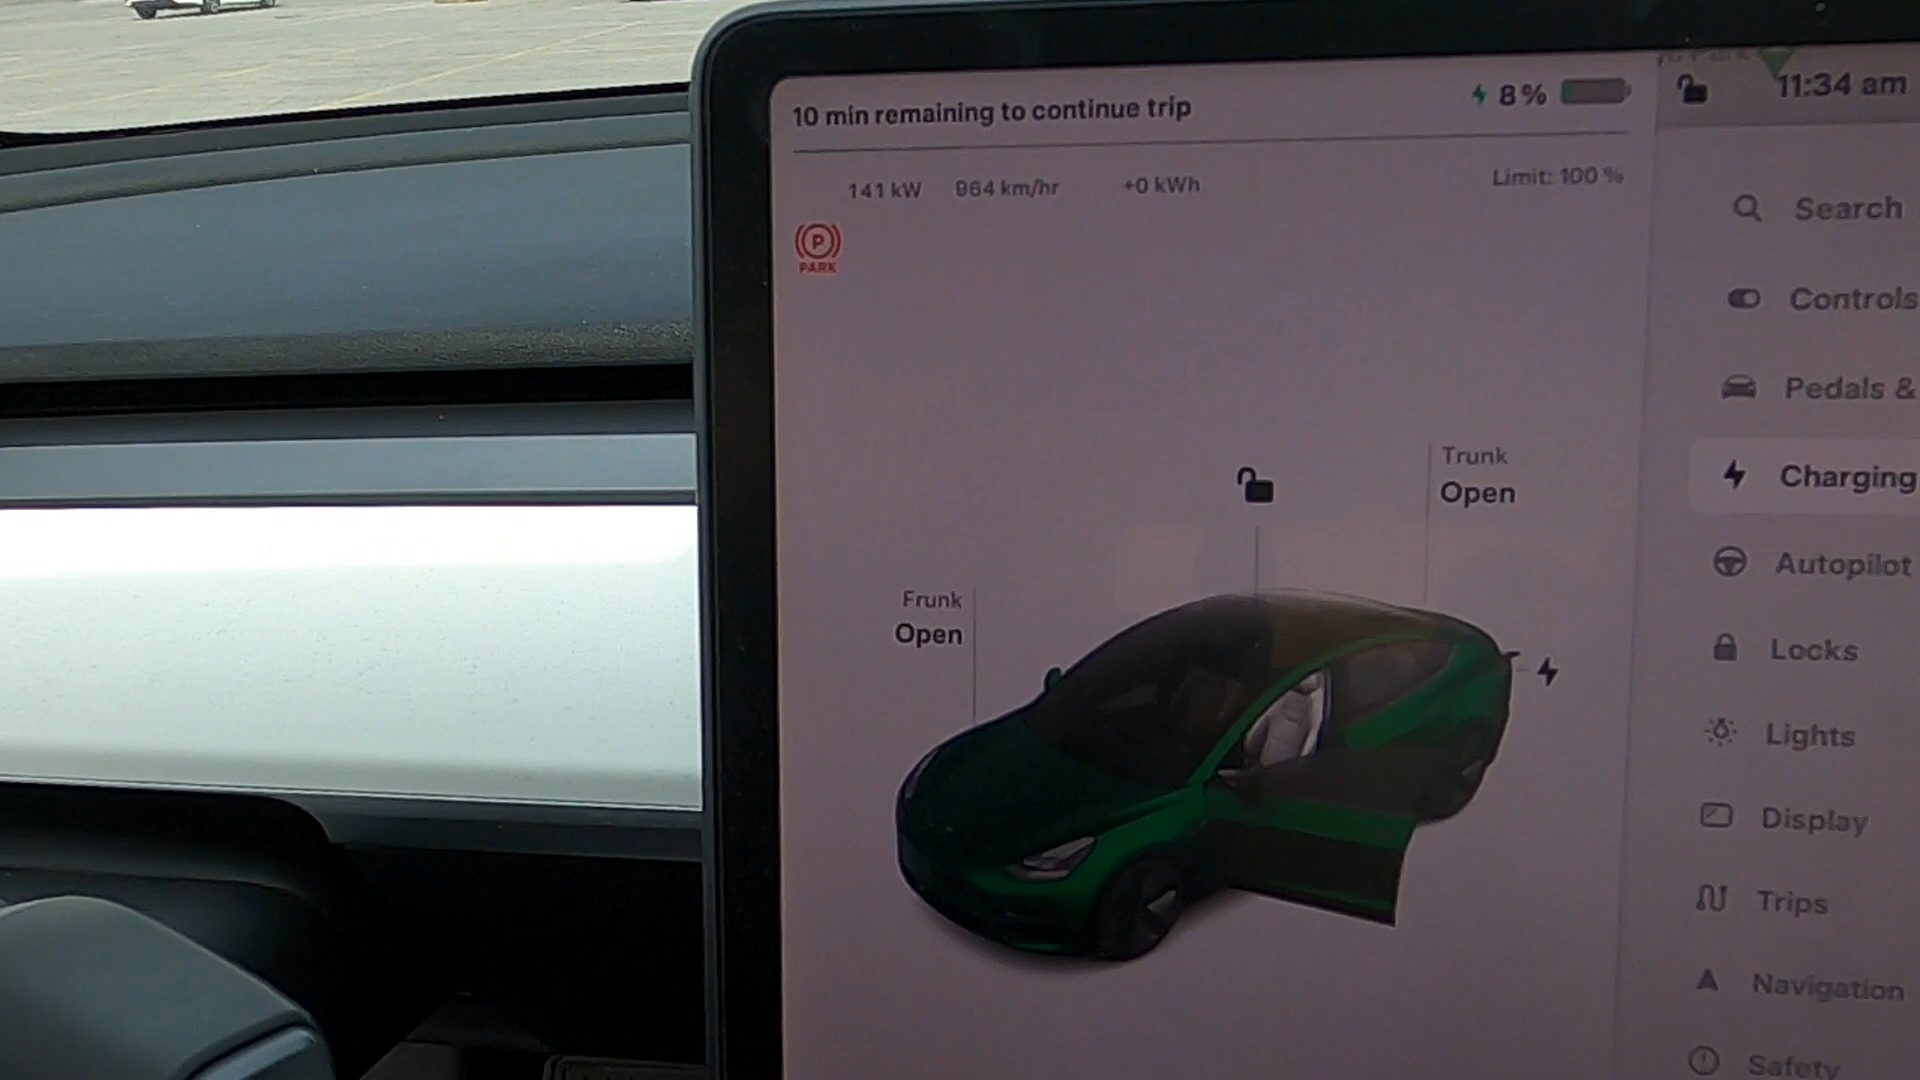 10 min remaining to continue trip
8%
11:34 am
141 kW
964 km/hr
+0 kWh
Limit: 100 %
P
PARK
Search
Controls
Pedals &
Trunk
Open
Charging
Autopilot
Frunk
Open
Locks
Lights
Display
Trips
Navigation
Safety